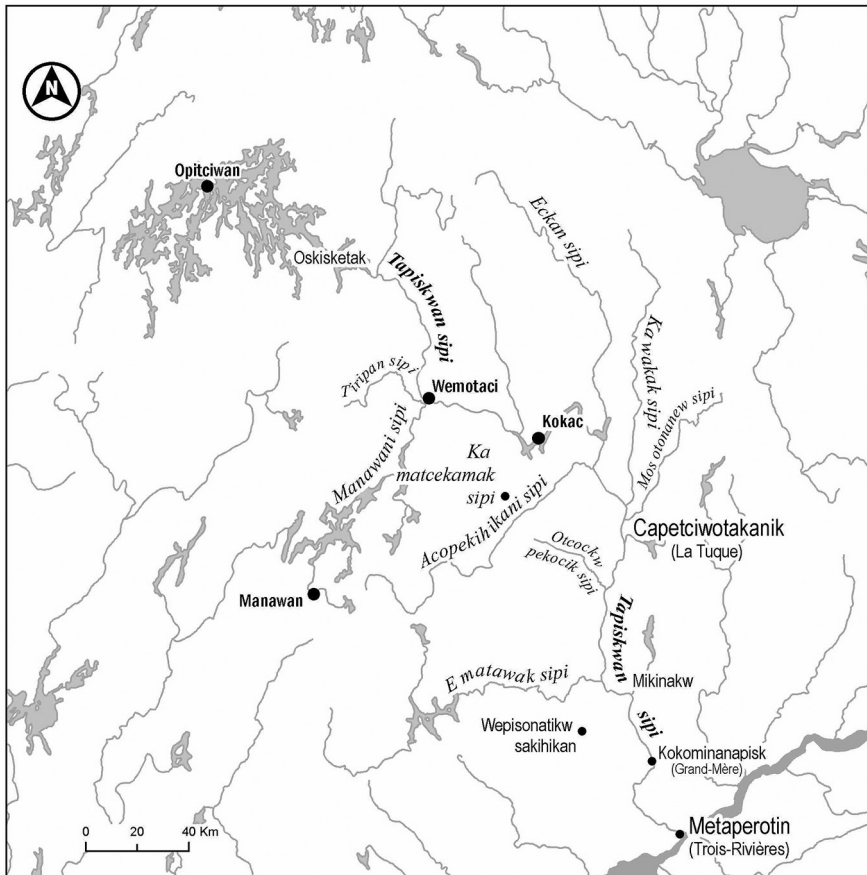 N
Opitciwan
Oskisketak
Tapiskwan sipi
Eckan sipi
Ka wakak sipi
Tiripan sipi
Wemotaci
Mos otonanew sipi
Manawani sipi
Kokac
Ka
matcekamak
sipi
Acopekihikani sipi
Capetciwotakanik
(La Tuque)
Otcockw
pekocik sipi
Manawan
Tapiskwan
sipi
Ematawak sipi
Mikinakw
Wepisonatikw
sakihikan
Kokominanapisk
(Grand-Mère)
Metaperotin
(Trois-Rivières)
0 20 40 Km